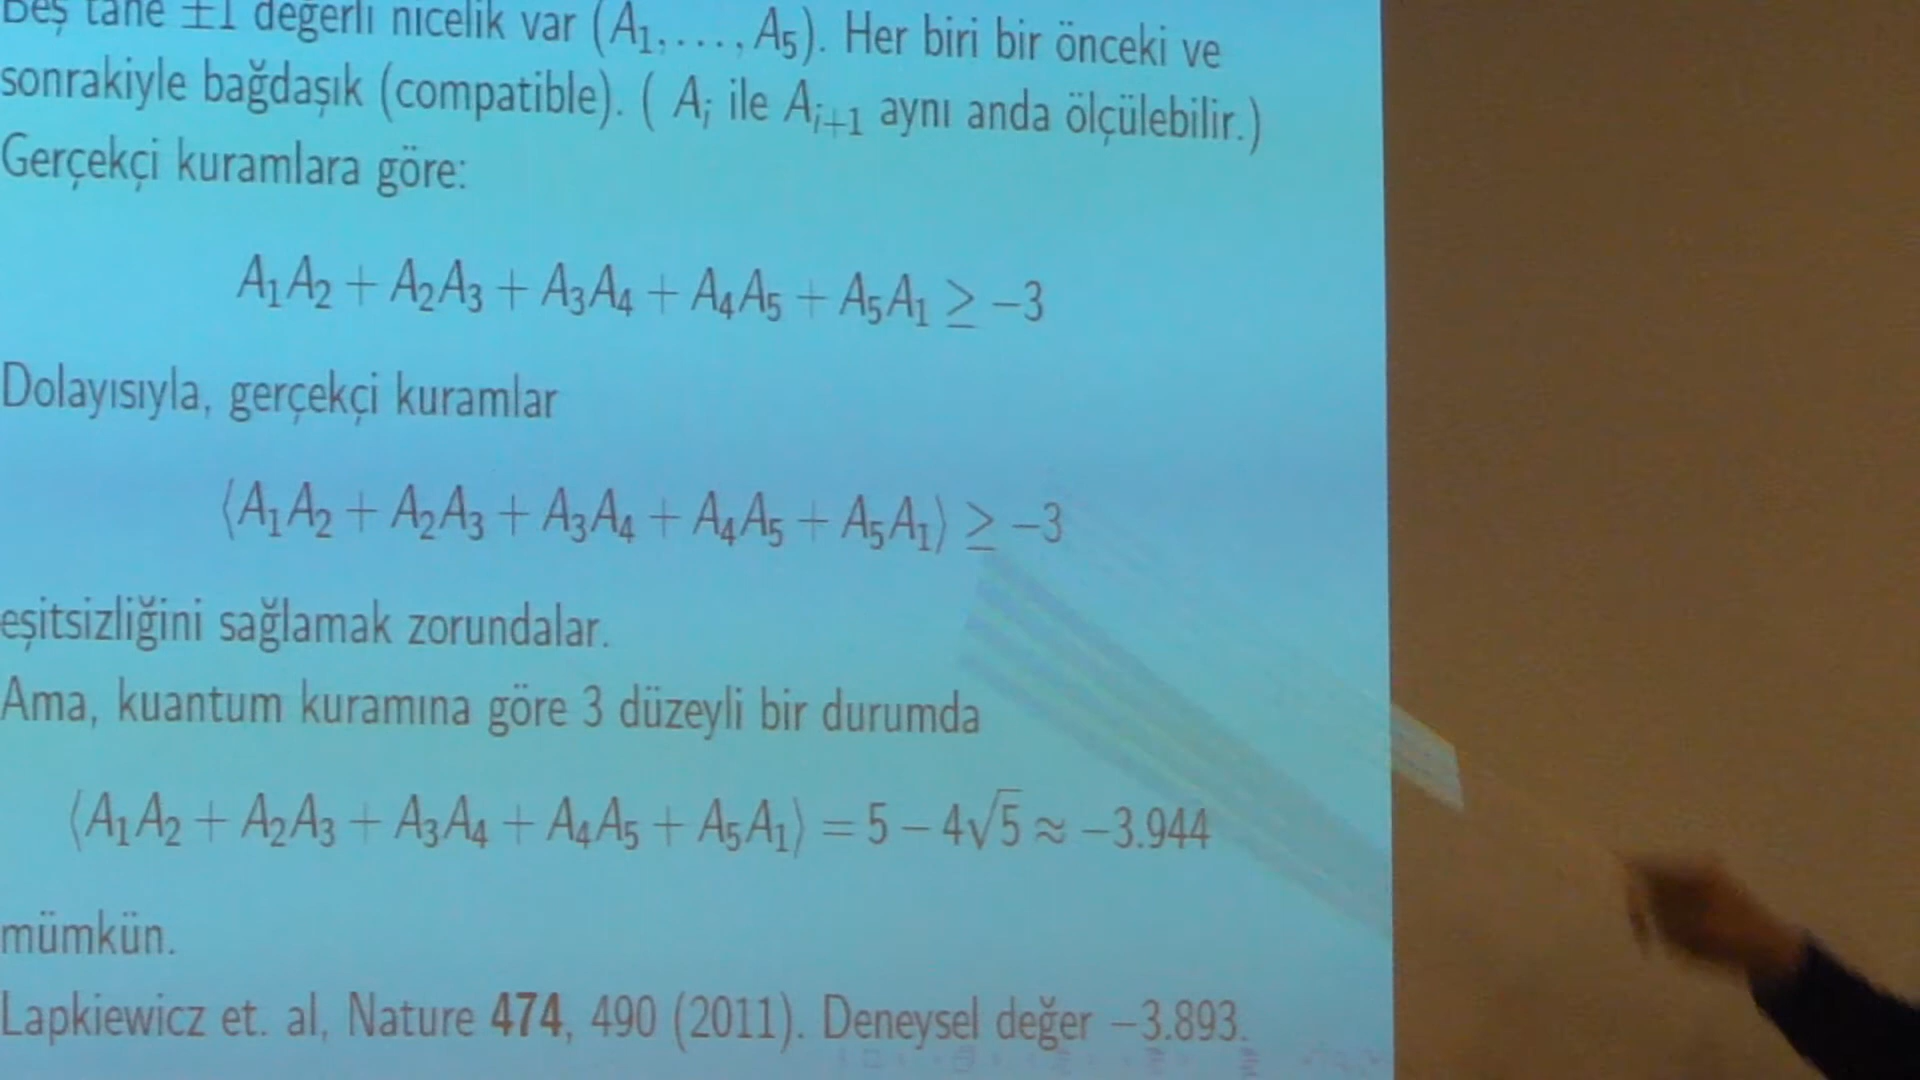 Beş tane ±1 değerli nicelik var (A₁, . . . , A₅). Her biri bir önceki ve
sonrakiyle bağdaşık (compatible). ( Aᵢ ile Aᵢ₊₁ aynı anda ölçülebilir.)
Gerçekçi kuramlara göre:
A₁A₂ + A₂A₃ + A₃A₄ + A₄A₅ + A₅A₁ ≥ −3
Dolayısıyla, gerçekçi kuramlar
⟨A₁A₂ + A₂A₃ + A₃A₄ + A₄A₅ + A₅A₁⟩ ≥ −3
eşitsizliğini sağlamak zorundalar.
Ama, kuantum kuramına göre 3 düzeyli bir durumda
⟨A₁A₂ + A₂A₃ + A₃A₄ + A₄A₅ + A₅A₁⟩ = 5 − 4√5 ≈ −3.944
mümkün.
Lapkiewicz et. al, Nature 474, 490 (2011). Deneysel değer −3.893.